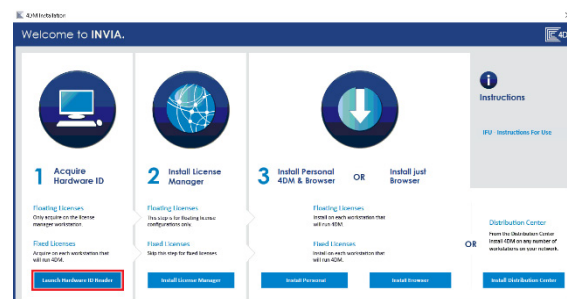 4DM Installation
Welcome to INVIA.
4D
1 Acquire Hardware ID
2 Install License Manager
3 Install Personal 4DM & Browser
OR
Install just Browser
Instructions
IFU - Instructions For Use
Floating Licenses
Only acquire on the license
manager workstation
Fixed Licenses
Acquire on each workstation that
will run 4DM.
Launch Hardware ID Reader
Floating Licenses
This step is for floating license
configurations only.
Fixed Licenses
Skip this step for fixed licenses.
Install License Manager
Floating Licenses
Install on each workstation that
will run 4DM.
Fixed Licenses
Install on each workstation that
will run 4DM.
Install Personal
Install Browser
OR
Distribution Center
From the Distribution Center
install 4DM on any number of
workstations on your network.
Install Distribution Center